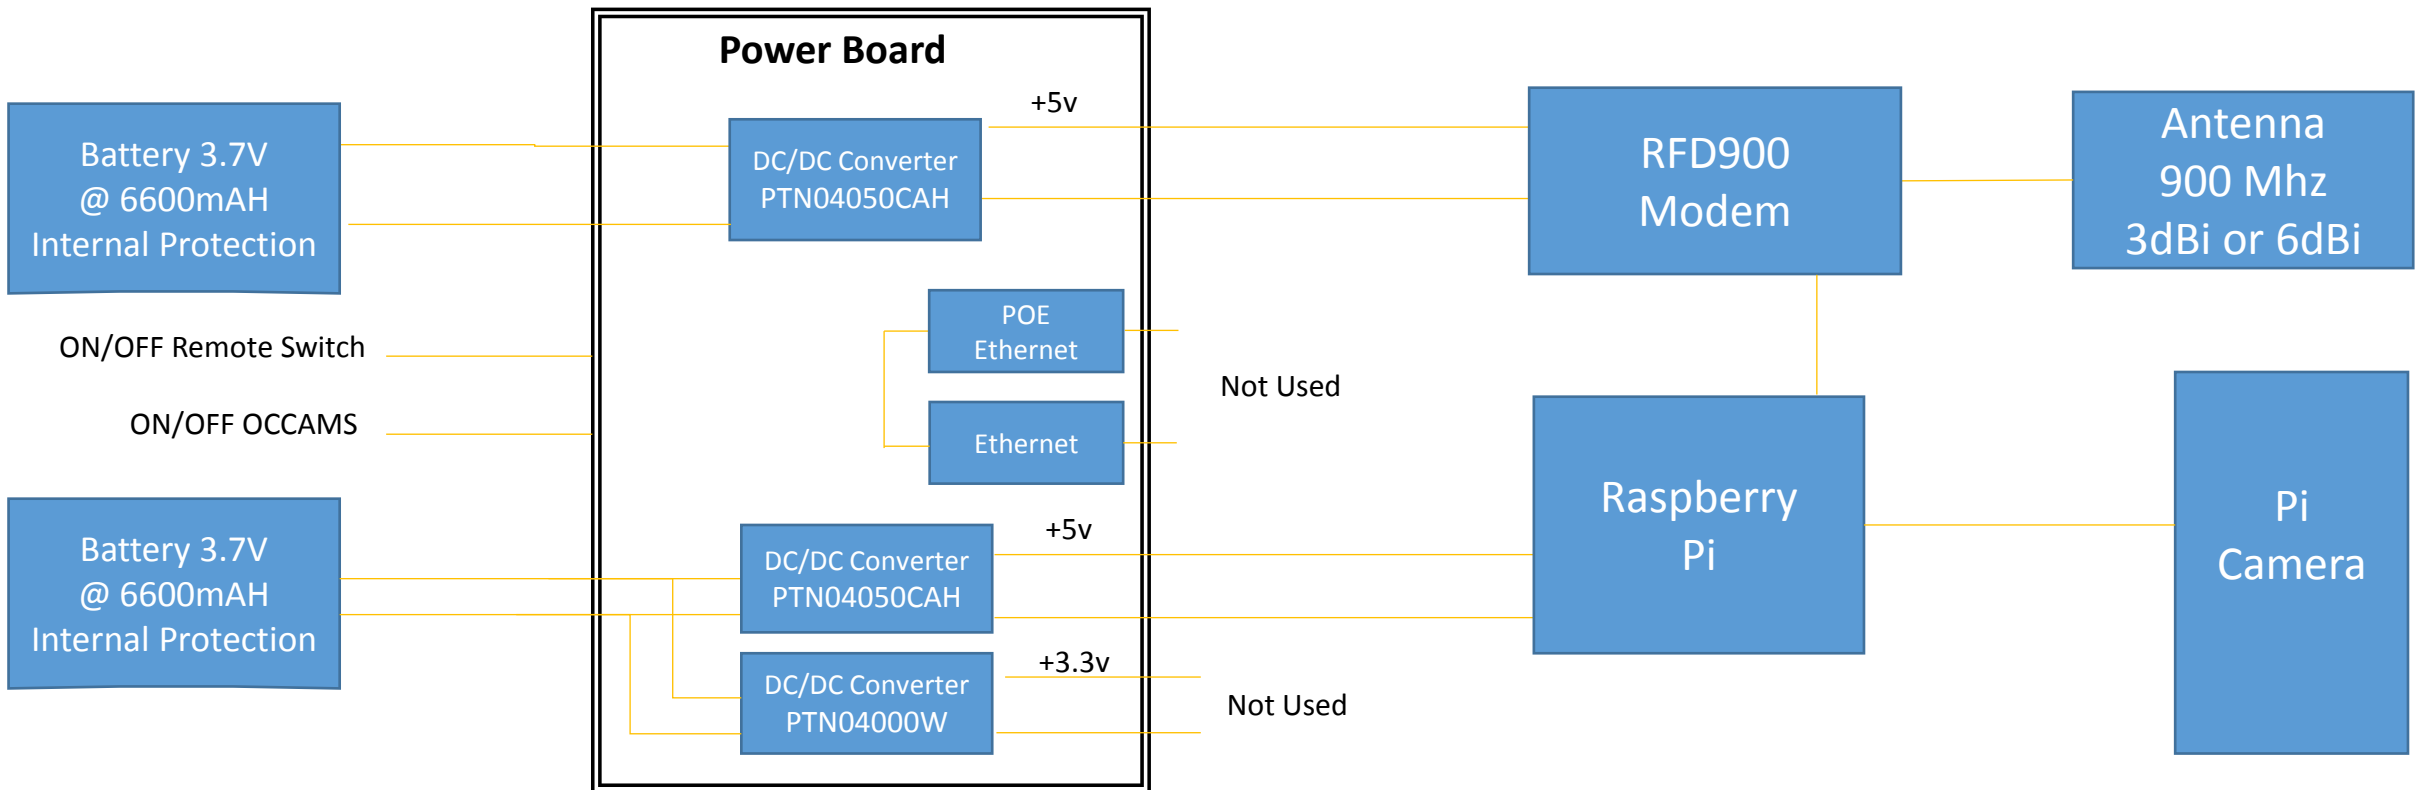 Power Board
Battery 3.7V
@ 6600mAH
Internal Protection
DC/DC Converter
PTN04050CAH
+5v
RFD900
Modem
Antenna
900 Mhz
3dBi or 6dBi
POE
Ethernet
Ethernet
Not Used
ON/OFF Remote Switch
ON/OFF OCCAMS
Battery 3.7V
@ 6600mAH
Internal Protection
DC/DC Converter
PTN04050CAH
+5v
DC/DC Converter
PTN04000W
+3.3v
Not Used
Raspberry
Pi
Pi
Camera